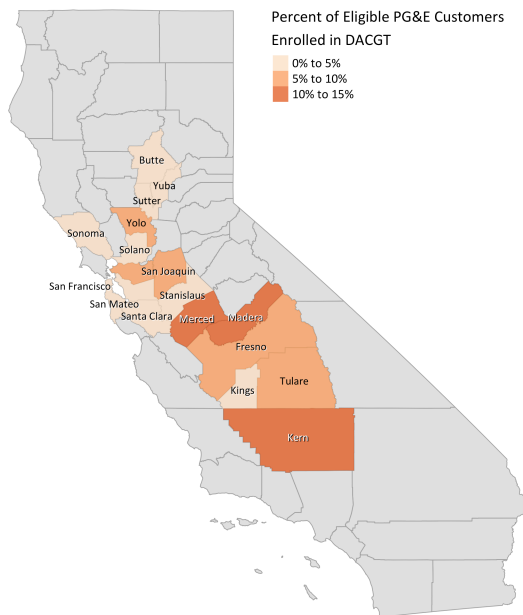 Percent of Eligible PG&E Customers
Enrolled in DACGT
0% to 5%
5% to 10%
10% to 15%
Butte
Yuba
Sutter
Yolo
Sonoma
Solano
San Joaquin
San Francisco
Stanislaus
San Mateo
Santa Clara
Merced
Madera
Fresno
Tulare
Kings
Kern